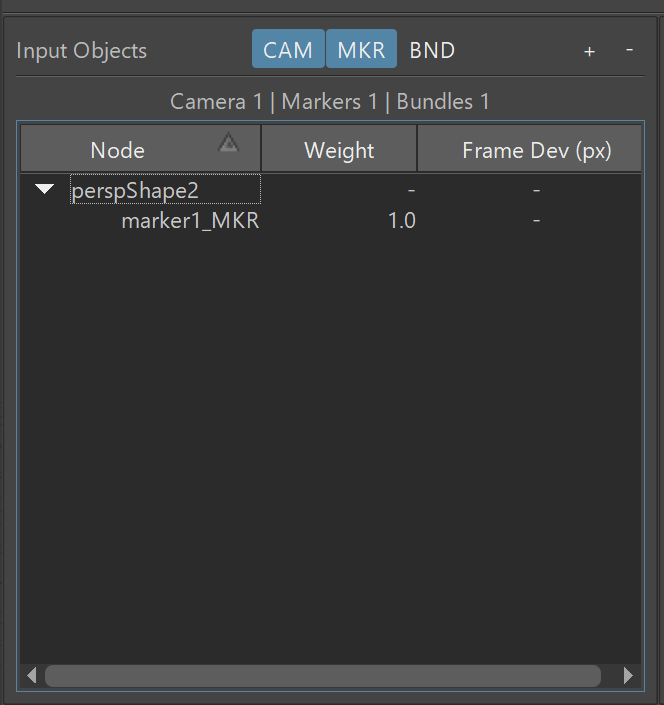 Input Objects CAM MKR BND + -
Camera 1 | Markers 1 | Bundles 1
Node Weight Frame Dev (px)
perspShape2 - -
marker1_MKR 1.0 -